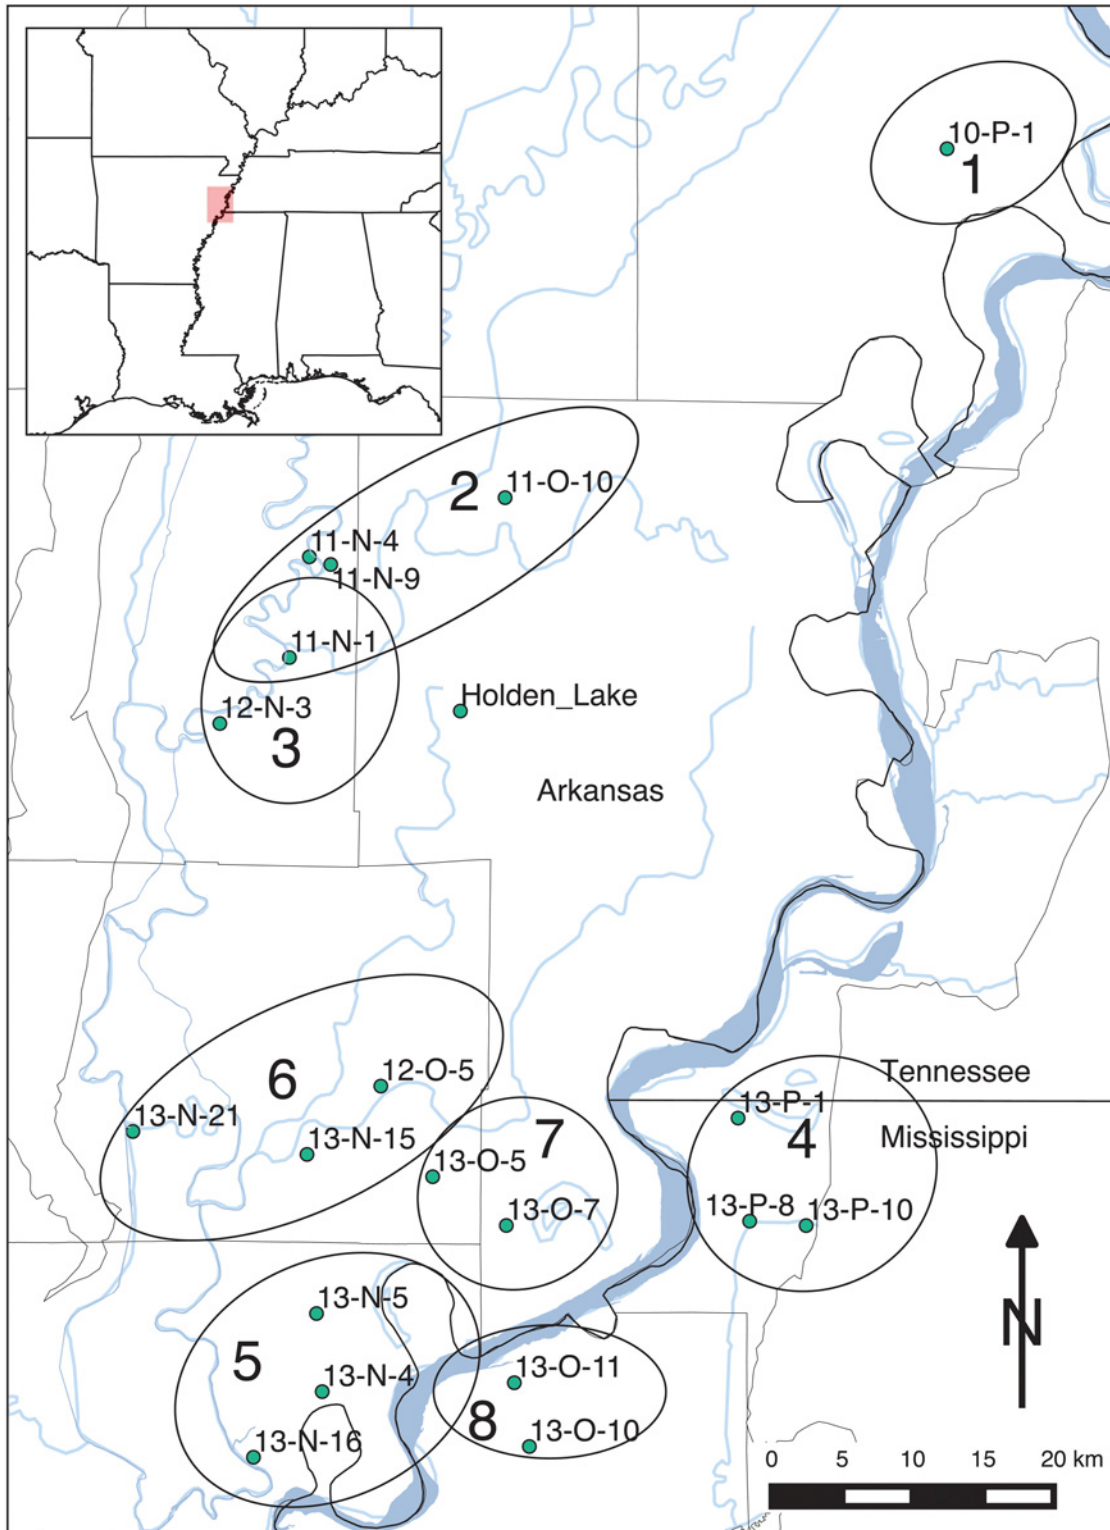 10-P-1
1
2
11-O-10
11-N-4
11-N-9
11-N-1
12-N-3
Holden_Lake
3
Arkansas
6
12-O-5
Tennessee
13-N-21
13-P-1
7
4
Mississippi
13-N-15
13-O-5
13-O-7
13-P-8
13-P-10
13-N-5
N
5
13-O-11
13-N-4
8
13-O-10
13-N-16
0 5 10 15 20 km